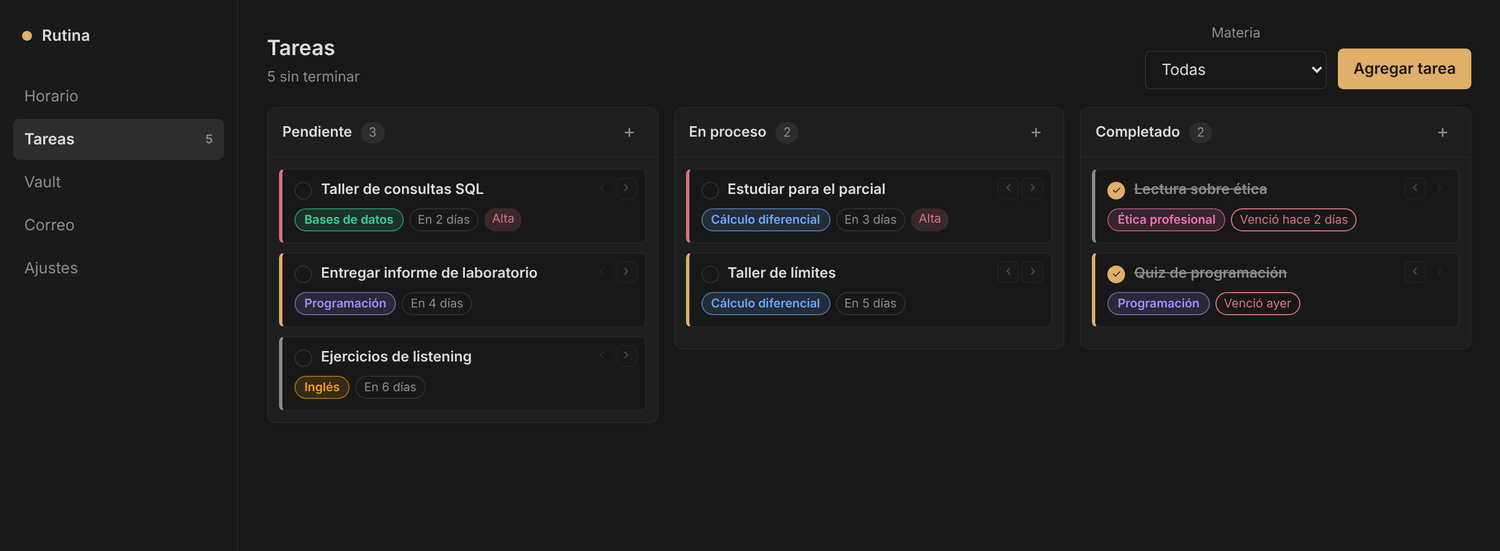 Rutina
Horario
Tareas 5
Vault
Correo
Ajustes
Tareas
5 sin terminar
Materia
Todas
Agregar tarea
Pendiente 3 +
Taller de consultas SQL
Bases de datos En 2 días Alta
Entregar informe de laboratorio
Programación En 4 días
Ejercicios de listening
Inglés En 6 días
En proceso 2 +
Estudiar para el parcial
Cálculo diferencial En 3 días Alta
Taller de límites
Cálculo diferencial En 5 días
Completado 2 +
Lectura sobre ética
Ética profesional Venció hace 2 días
Quiz de programación
Programación Venció ayer